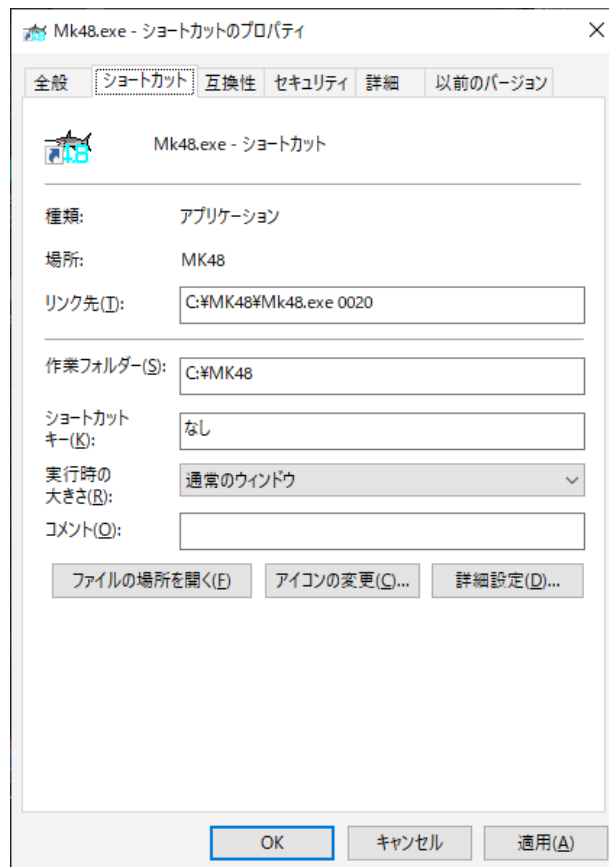 Mk48.exe - ショートカットのプロパティ
全般 ショートカット 互換性 セキュリティ 詳細 以前のバージョン
4.8
Mk48.exe - ショートカット
種類: アプリケーション
場所: MK48
リンク先(T): C:¥MK48¥Mk48.exe 0020
作業フォルダー(S): C:¥MK48
ショートカット
キー(K): なし
実行時の
大きさ(R): 通常のウィンドウ
コメント(O):
ファイルの場所を開く(F) アイコンの変更(C)... 詳細設定(D)...
OK キャンセル 適用(A)